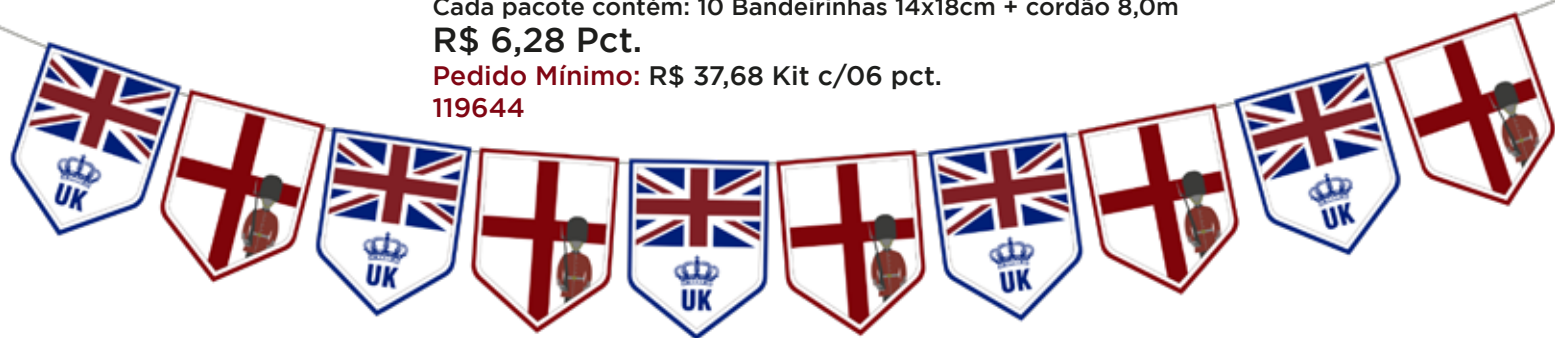 Cada pacote contém: 10 Bandeirinhas 14x18cm + cordão 8,0m
R$ 6,28 Pct.
Pedido Mínimo: R$ 37,68 Kit c/06 pct.
119644
UK
UK
UK
UK
UK